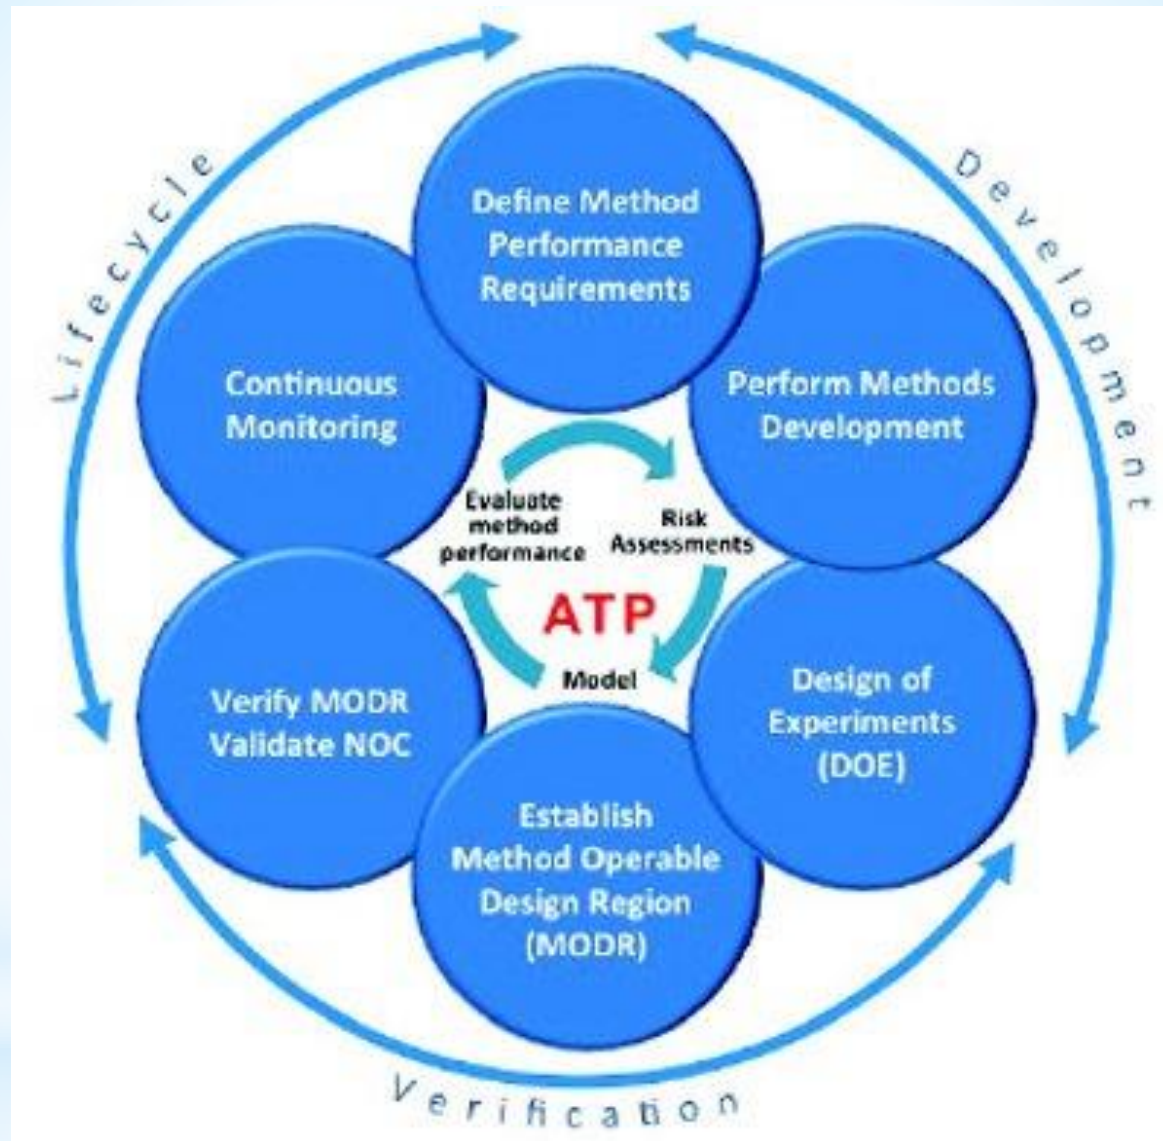 Lifecycle
Development
Define Method
Performance
Requirements
Continuous
Monitoring
Perform Methods
Development
Evaluate
method
performance
Risk
Assessments
ATP
Model
Verify MODR
Validate NOC
Design of
Experiments
(DOE)
Establish
Method Operable
Design Region
(MODR)
Verification